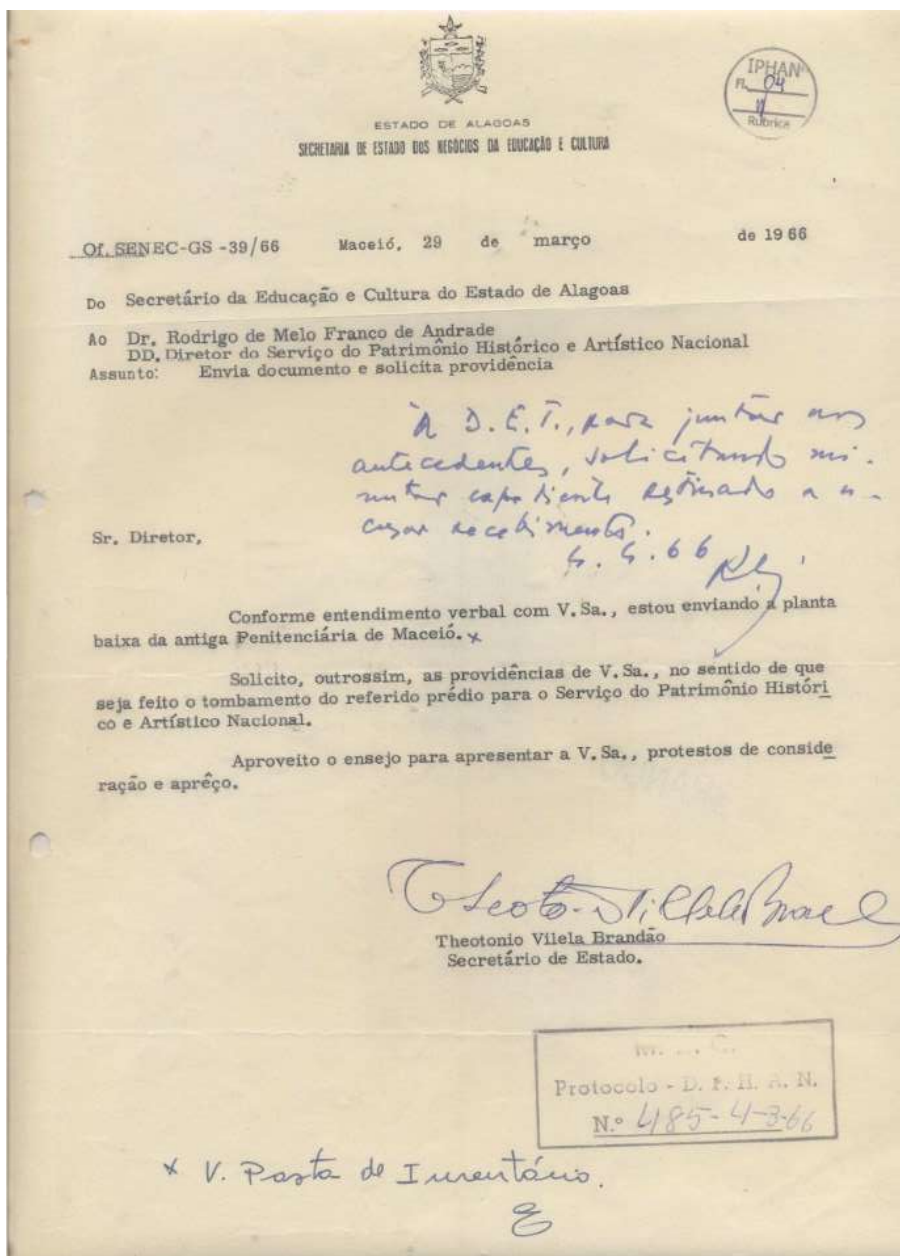 IPHAN
Fl. 04
Rubrica
ESTADO DE ALAGOAS
SECRETARIA DE ESTADO DOS NEGÓCIOS DA EDUCAÇÃO E CULTURA
Of. SENEC-GS -39/66 Maceió, 29 de março de 1966
Do Secretário da Educação e Cultura do Estado de Alagoas
Ao Dr. Rodrigo de Melo Franco de Andrade
DD. Diretor do Serviço do Patrimônio Histórico e Artístico Nacional
Assunto: Envia documento e solicita providência
À D.E.T., para juntar aos
antecedentes, solicitando mi-
nutar expediente destinado a a-
cusar recebimento.
Sr. Diretor,
Conforme entendimento verbal com V.Sa., estou enviando a planta
baixa da antiga Penitenciária de Maceió. x
Solicito, outrossim, as providências de V.Sa., no sentido de que
seja feito o tombamento do referido prédio para o Serviço do Patrimônio Históri
co e Artístico Nacional.
Aproveito o ensejo para apresentar a V.Sa., protestos de conside
ração e aprêço.
Theotonio Vilela Brandão
Secretário de Estado.
Protocolo - D. P. H. A. N.
N.º 485-4-3-66
x V. Pasta de Inventário.